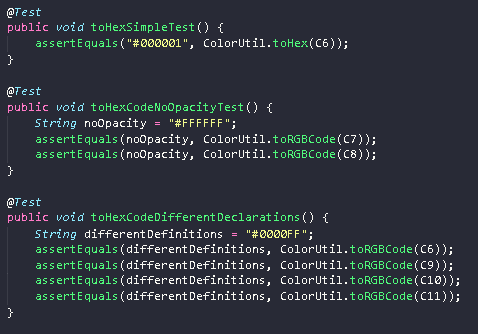 @Test
public void toHexSimpleTest() {
    assertEquals("#000001", ColorUtil.toHex(C6));
}
@Test
public void toHexCodeNoOpacityTest() {
    String noOpacity = "#FFFFFF";
    assertEquals(noOpacity, ColorUtil.toRGBCode(C7));
    assertEquals(noOpacity, ColorUtil.toRGBCode(C8));
}
@Test
public void toHexCodeDifferentDeclarations() {
    String differentDefinitions = "#0000FF";
    assertEquals(differentDefinitions, ColorUtil.toRGBCode(C6));
    assertEquals(differentDefinitions, ColorUtil.toRGBCode(C9));
    assertEquals(differentDefinitions, ColorUtil.toRGBCode(C10));
    assertEquals(differentDefinitions, ColorUtil.toRGBCode(C11));
}